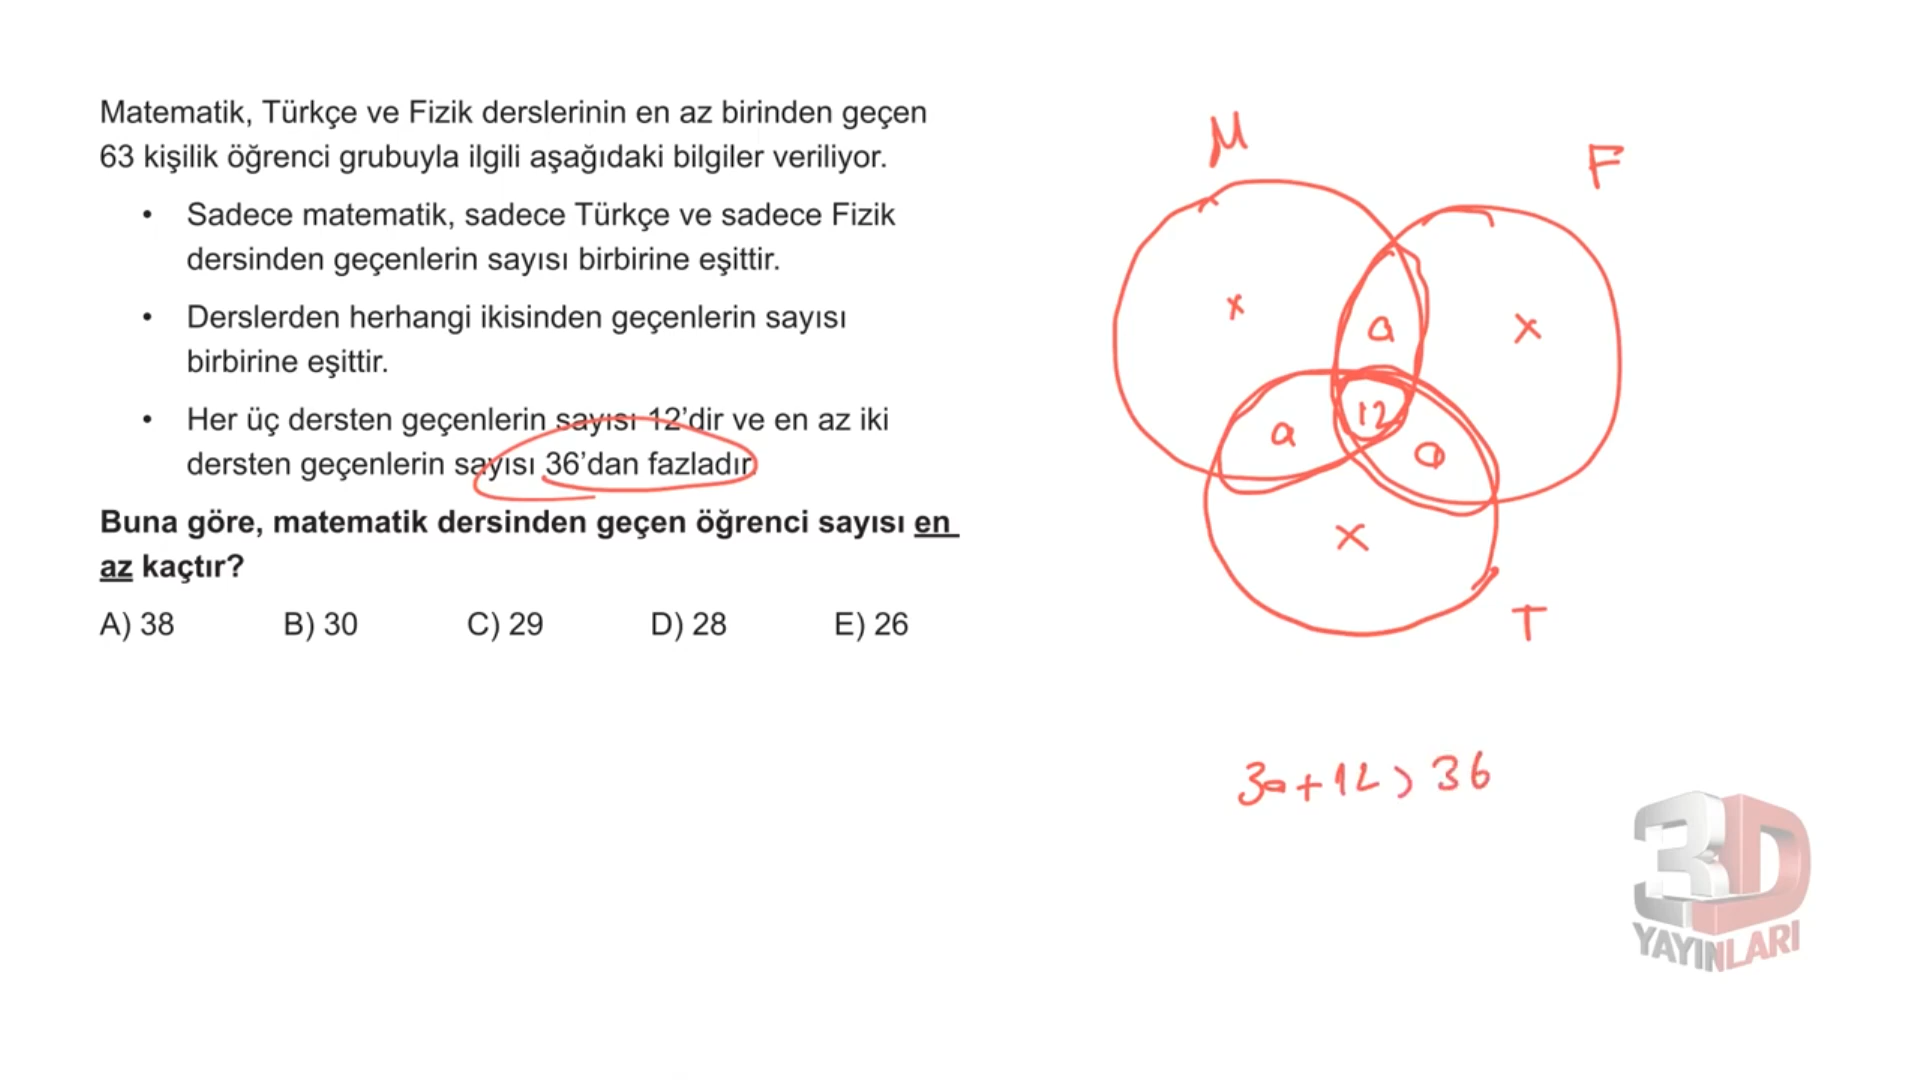 Matematik, Türkçe ve Fizik derslerinin en az birinden geçen
63 kişilik öğrenci grubuyla ilgili aşağıdaki bilgiler veriliyor.
• Sadece matematik, sadece Türkçe ve sadece Fizik
dersinden geçenlerin sayısı birbirine eşittir.
• Derslerden herhangi ikisinden geçenlerin sayısı
birbirine eşittir.
• Her üç dersten geçenlerin sayısı 12’dir ve en az iki
dersten geçenlerin sayısı 36’dan fazladır.
Buna göre, matematik dersinden geçen öğrenci sayısı en
az kaçtır?
A) 38 B) 30 C) 29 D) 28 E) 26
M
F
x
a
x
a
12
a
x
T
3a+12>36
3D
YAYINLARI